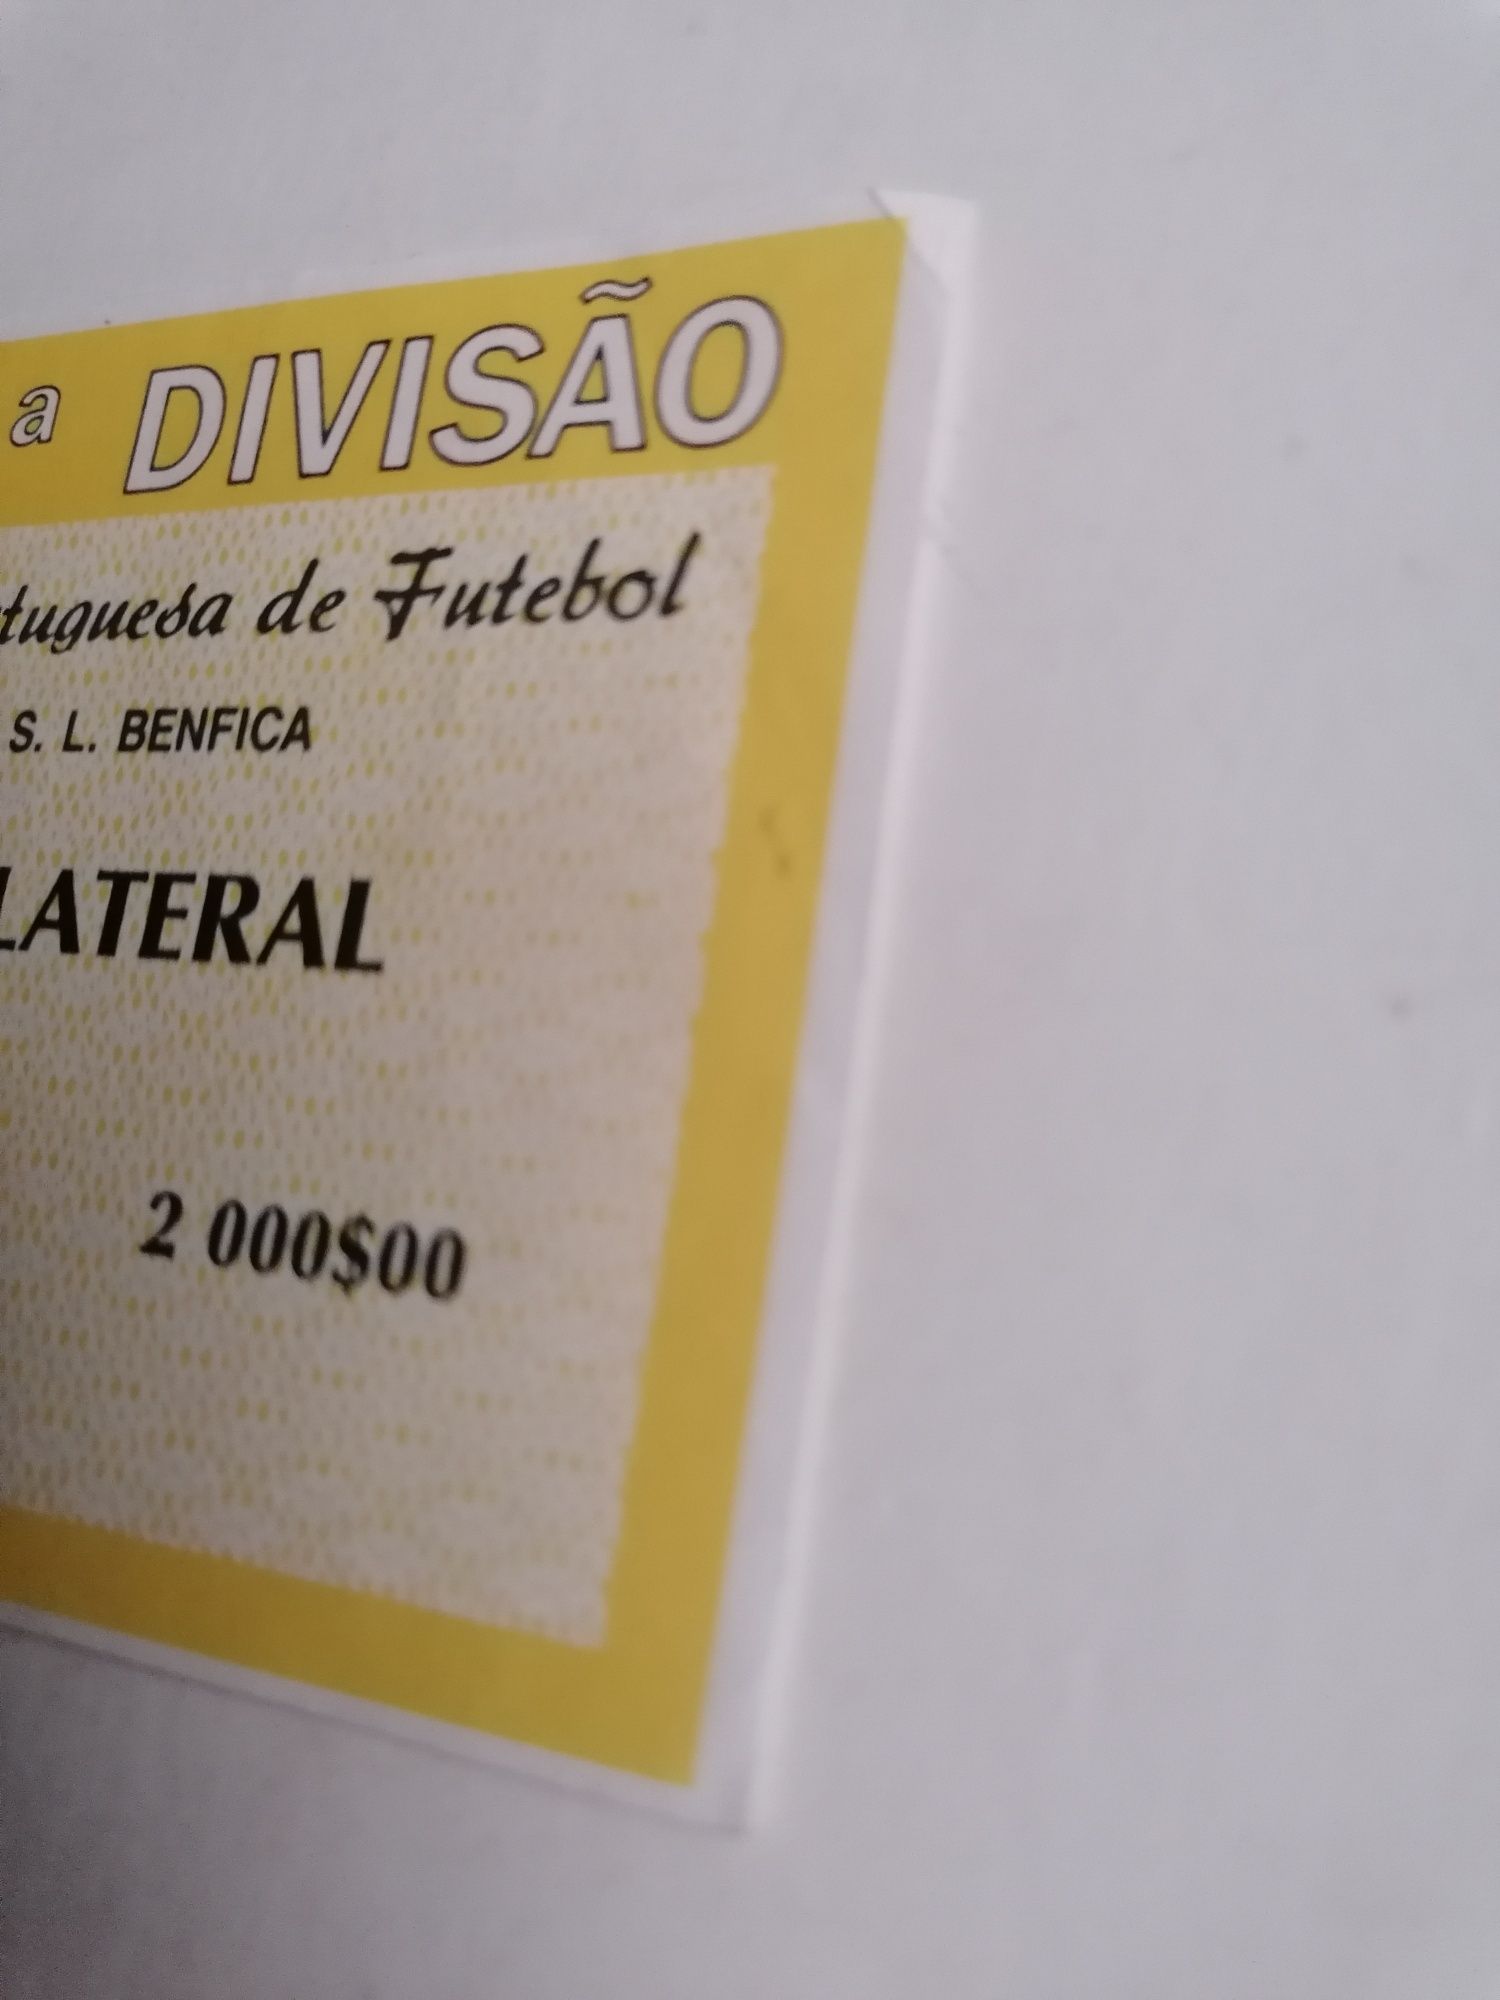 a DIVISÃO
tuguesa de Futebol
S. L. BENFICA
LATERAL
2 000$00